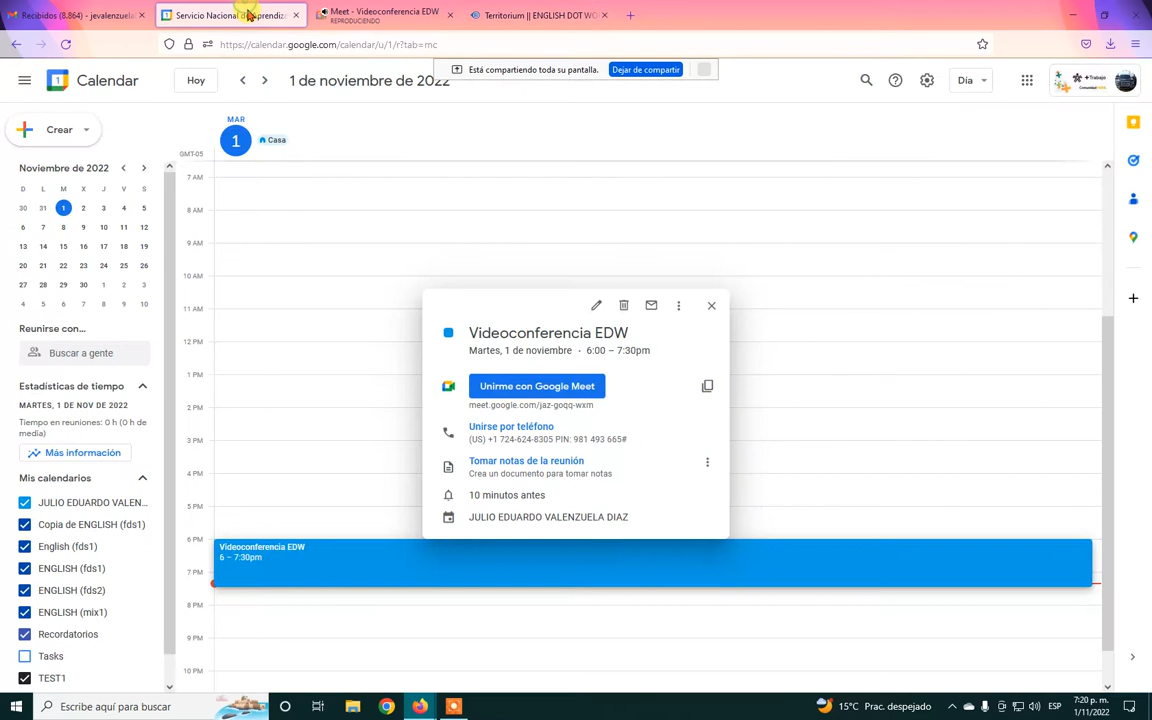 Recibidos (8.864) - jevalenzuela
Servicio Nacional de Aprendiza
Meet - Videoconferencia EDW
REPRODUCIENDO
Territorium || ENGLISH DOT WO
https://calendar.google.com/calendar/u/1/r?tab=mc
Está compartiendo toda su pantalla.
Dejar de compartir
Calendar
Hoy
1 de noviembre de 2022
Día
+Trabajo
Crear
MAR
1
Casa
GMT-05
Noviembre de 2022
D L M X J V S
30 31 1 2 3 4 5
6 7 8 9 10 11 12
13 14 15 16 17 18 19
20 21 22 23 24 25 26
27 28 29 30 1 2 3
4 5 6 7 8 9 10
Reunirse con...
Buscar a gente
Estadísticas de tiempo
MARTES, 1 DE NOV DE 2022
Tiempo en reuniones: 0 h (0 h de
media)
Más información
Mis calendarios
JULIO EDUARDO VALEN...
Copia de ENGLISH (fds1)
English (fds1)
ENGLISH (fds1)
ENGLISH (fds2)
ENGLISH (mix1)
Recordatorios
Tasks
TEST1
7 AM
8 AM
9 AM
10 AM
11 AM
12 PM
1 PM
2 PM
3 PM
4 PM
5 PM
6 PM
7 PM
8 PM
9 PM
10 PM
Videoconferencia EDW
Martes, 1 de noviembre · 6:00 – 7:30pm
Unirme con Google Meet
meet.google.com/jaz-goqq-wxm
Unirse por teléfono
(US) +1 724-624-8305 PIN: 981 493 665#
Tomar notas de la reunión
Crea un documento para tomar notas
10 minutos antes
JULIO EDUARDO VALENZUELA DIAZ
Videoconferencia EDW
6 – 7:30pm
Escribe aquí para buscar
15°C Prac. despejado
ESP
7:20 p. m.
1/11/2022